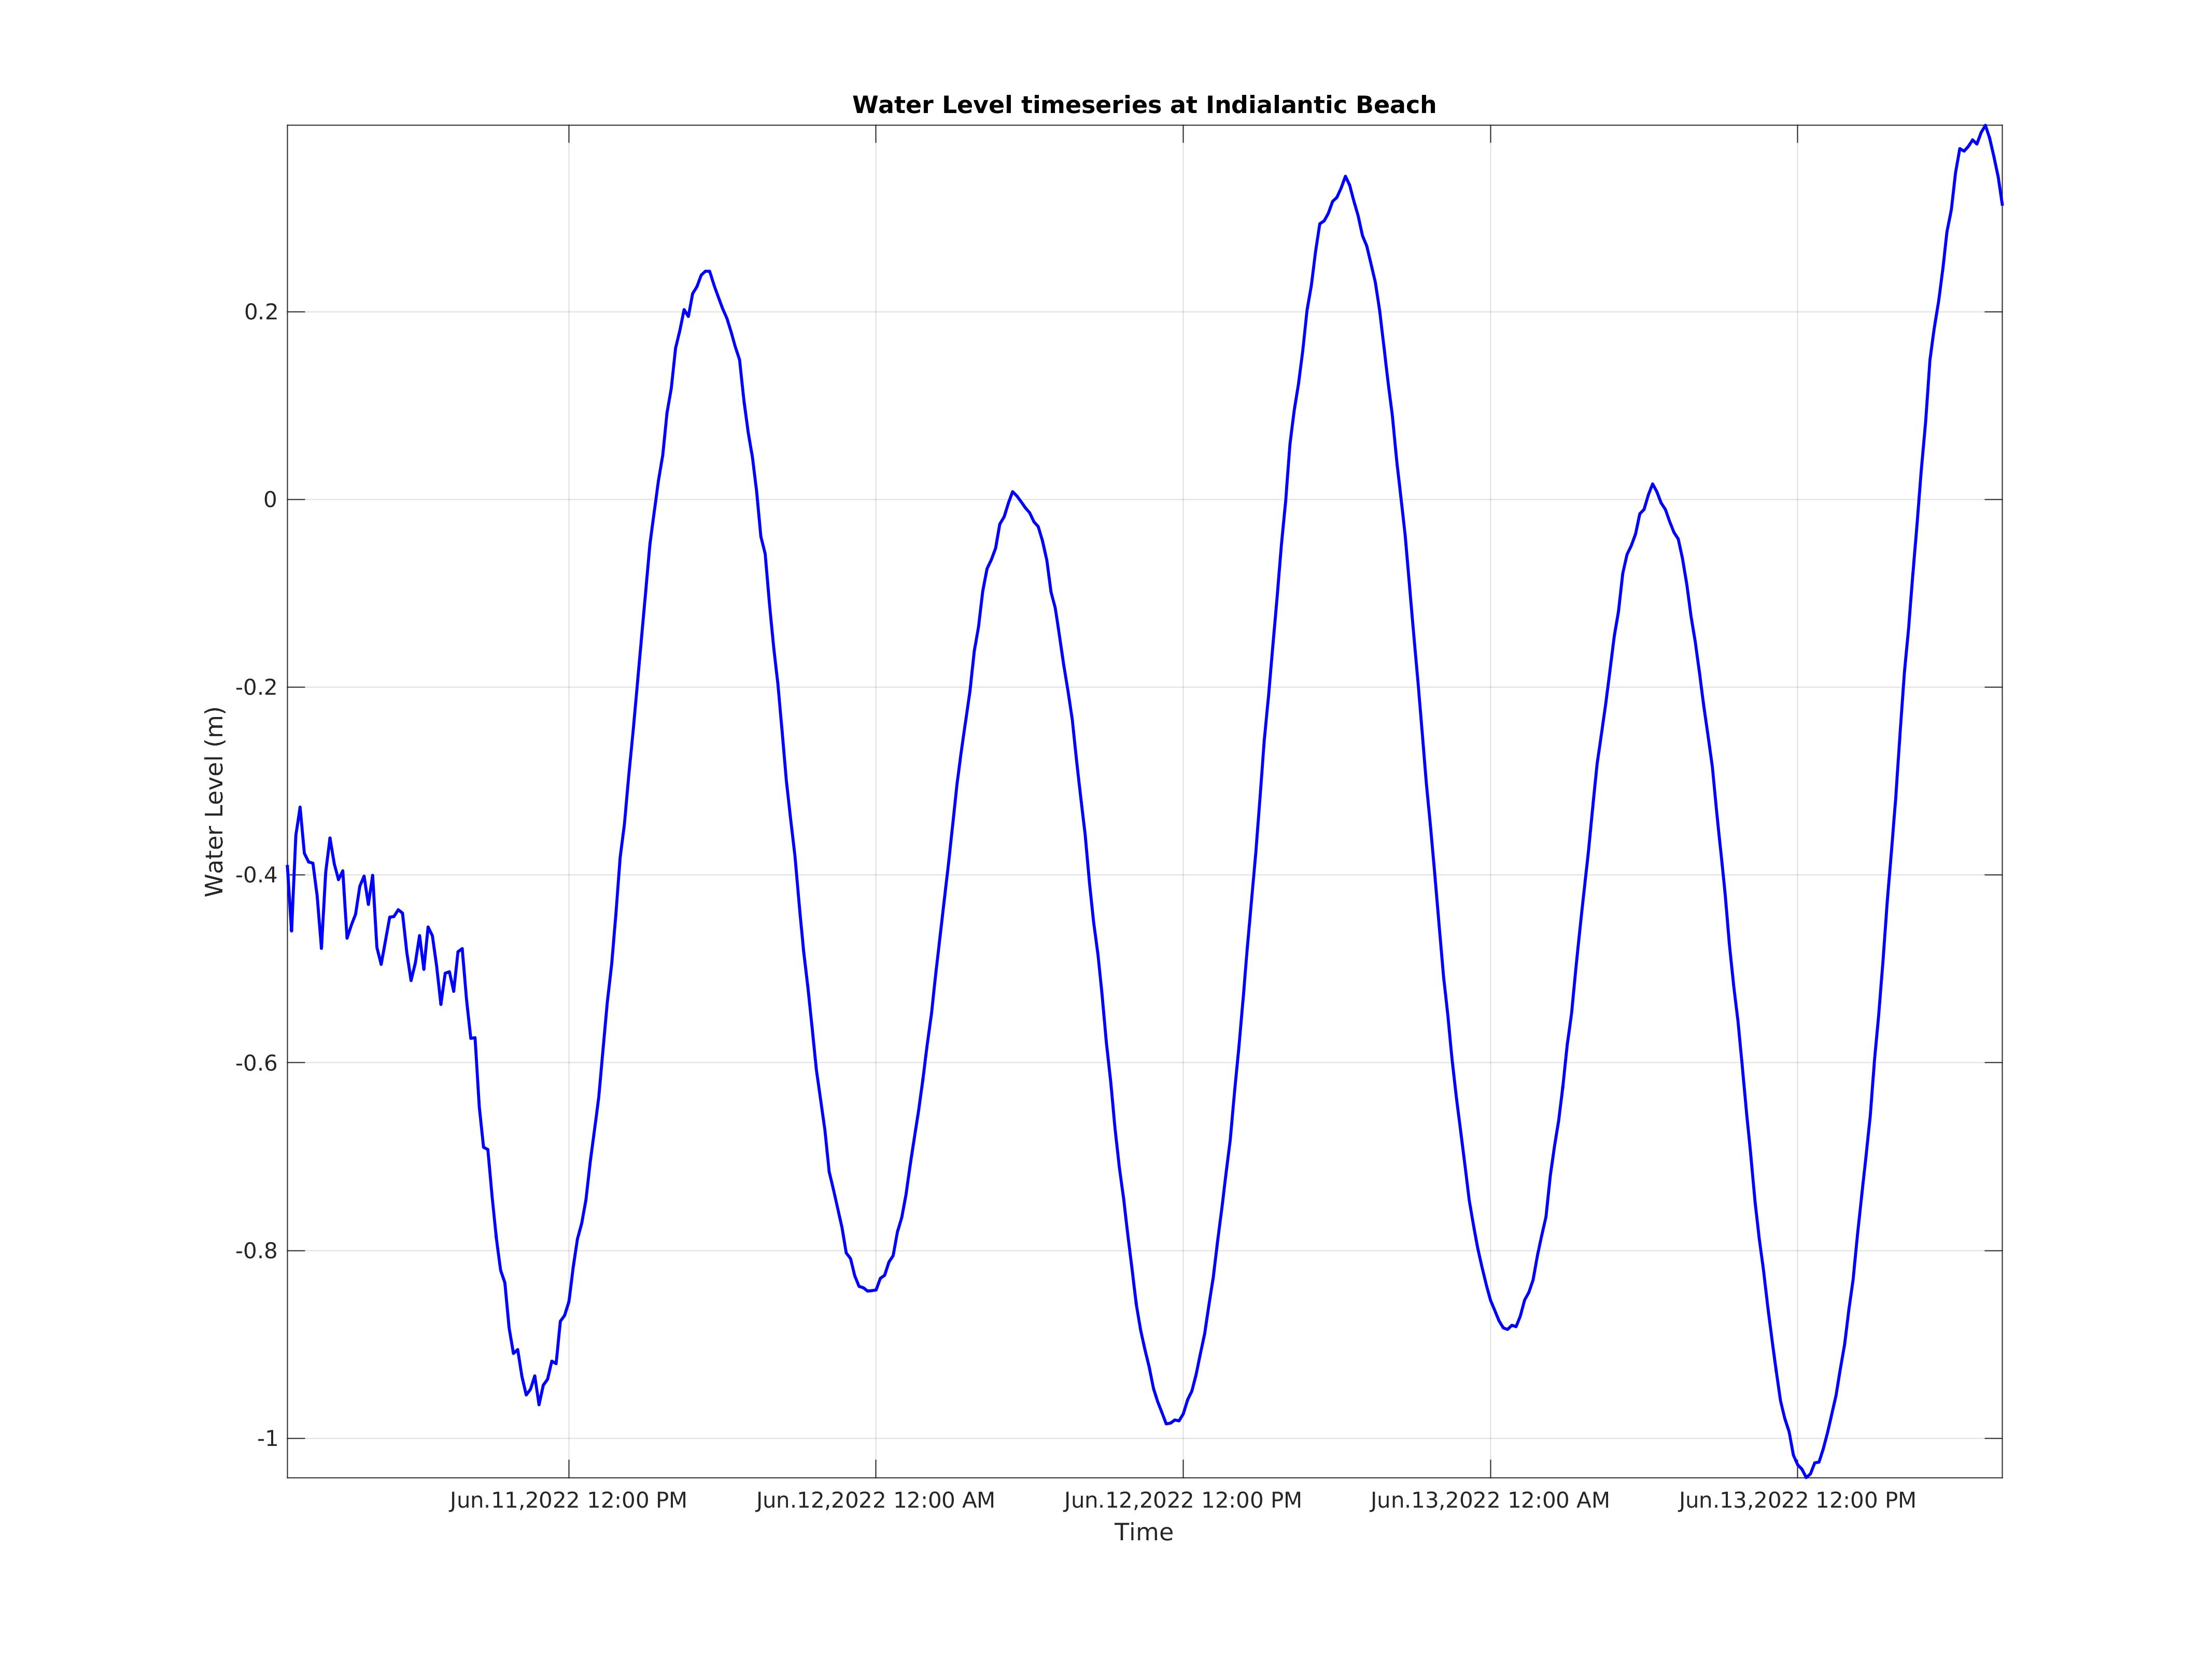 Water Level timeseries at Indialantic Beach
0.2
0
-0.2
-0.4
-0.6
-0.8
-1
Water Level (m)
Jun.11,2022 12:00 PM
Jun.12,2022 12:00 AM
Jun.12,2022 12:00 PM
Jun.13,2022 12:00 AM
Jun.13,2022 12:00 PM
Time